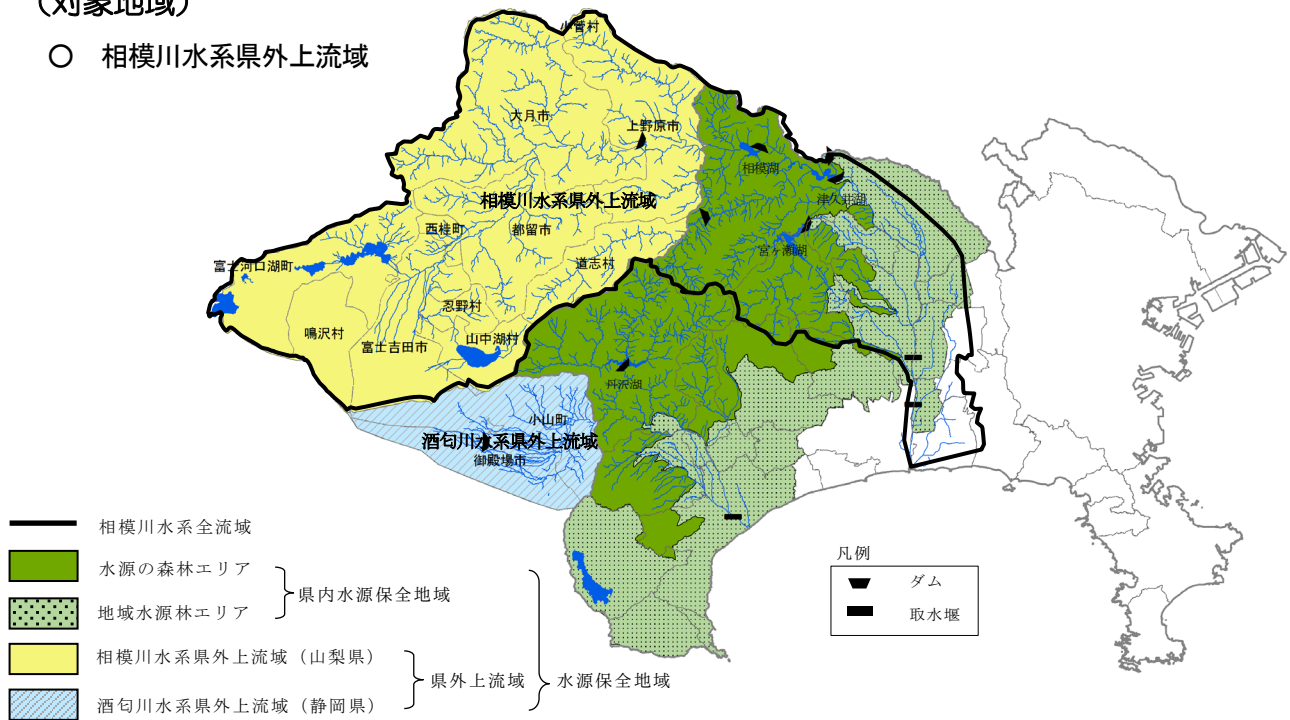 （対象地域）
○ 相模川水系県外上流域
小菅村
大月市
上野原市
相模湖
相模川水系県外上流域
津久井湖
西桂町
都留市
宮ヶ瀬湖
道志村
富士河口湖町
忍野村
鳴沢村
富士吉田市
山中湖村
丹沢湖
小山町
酒匂川水系県外上流域
御殿場市
相模川水系全流域
水源の森林エリア
地域水源林エリア
県内水源保全地域
相模川水系県外上流域（山梨県）
酒匂川水系県外上流域（静岡県）
県外上流域
水源保全地域
凡例
ダム
取水堰